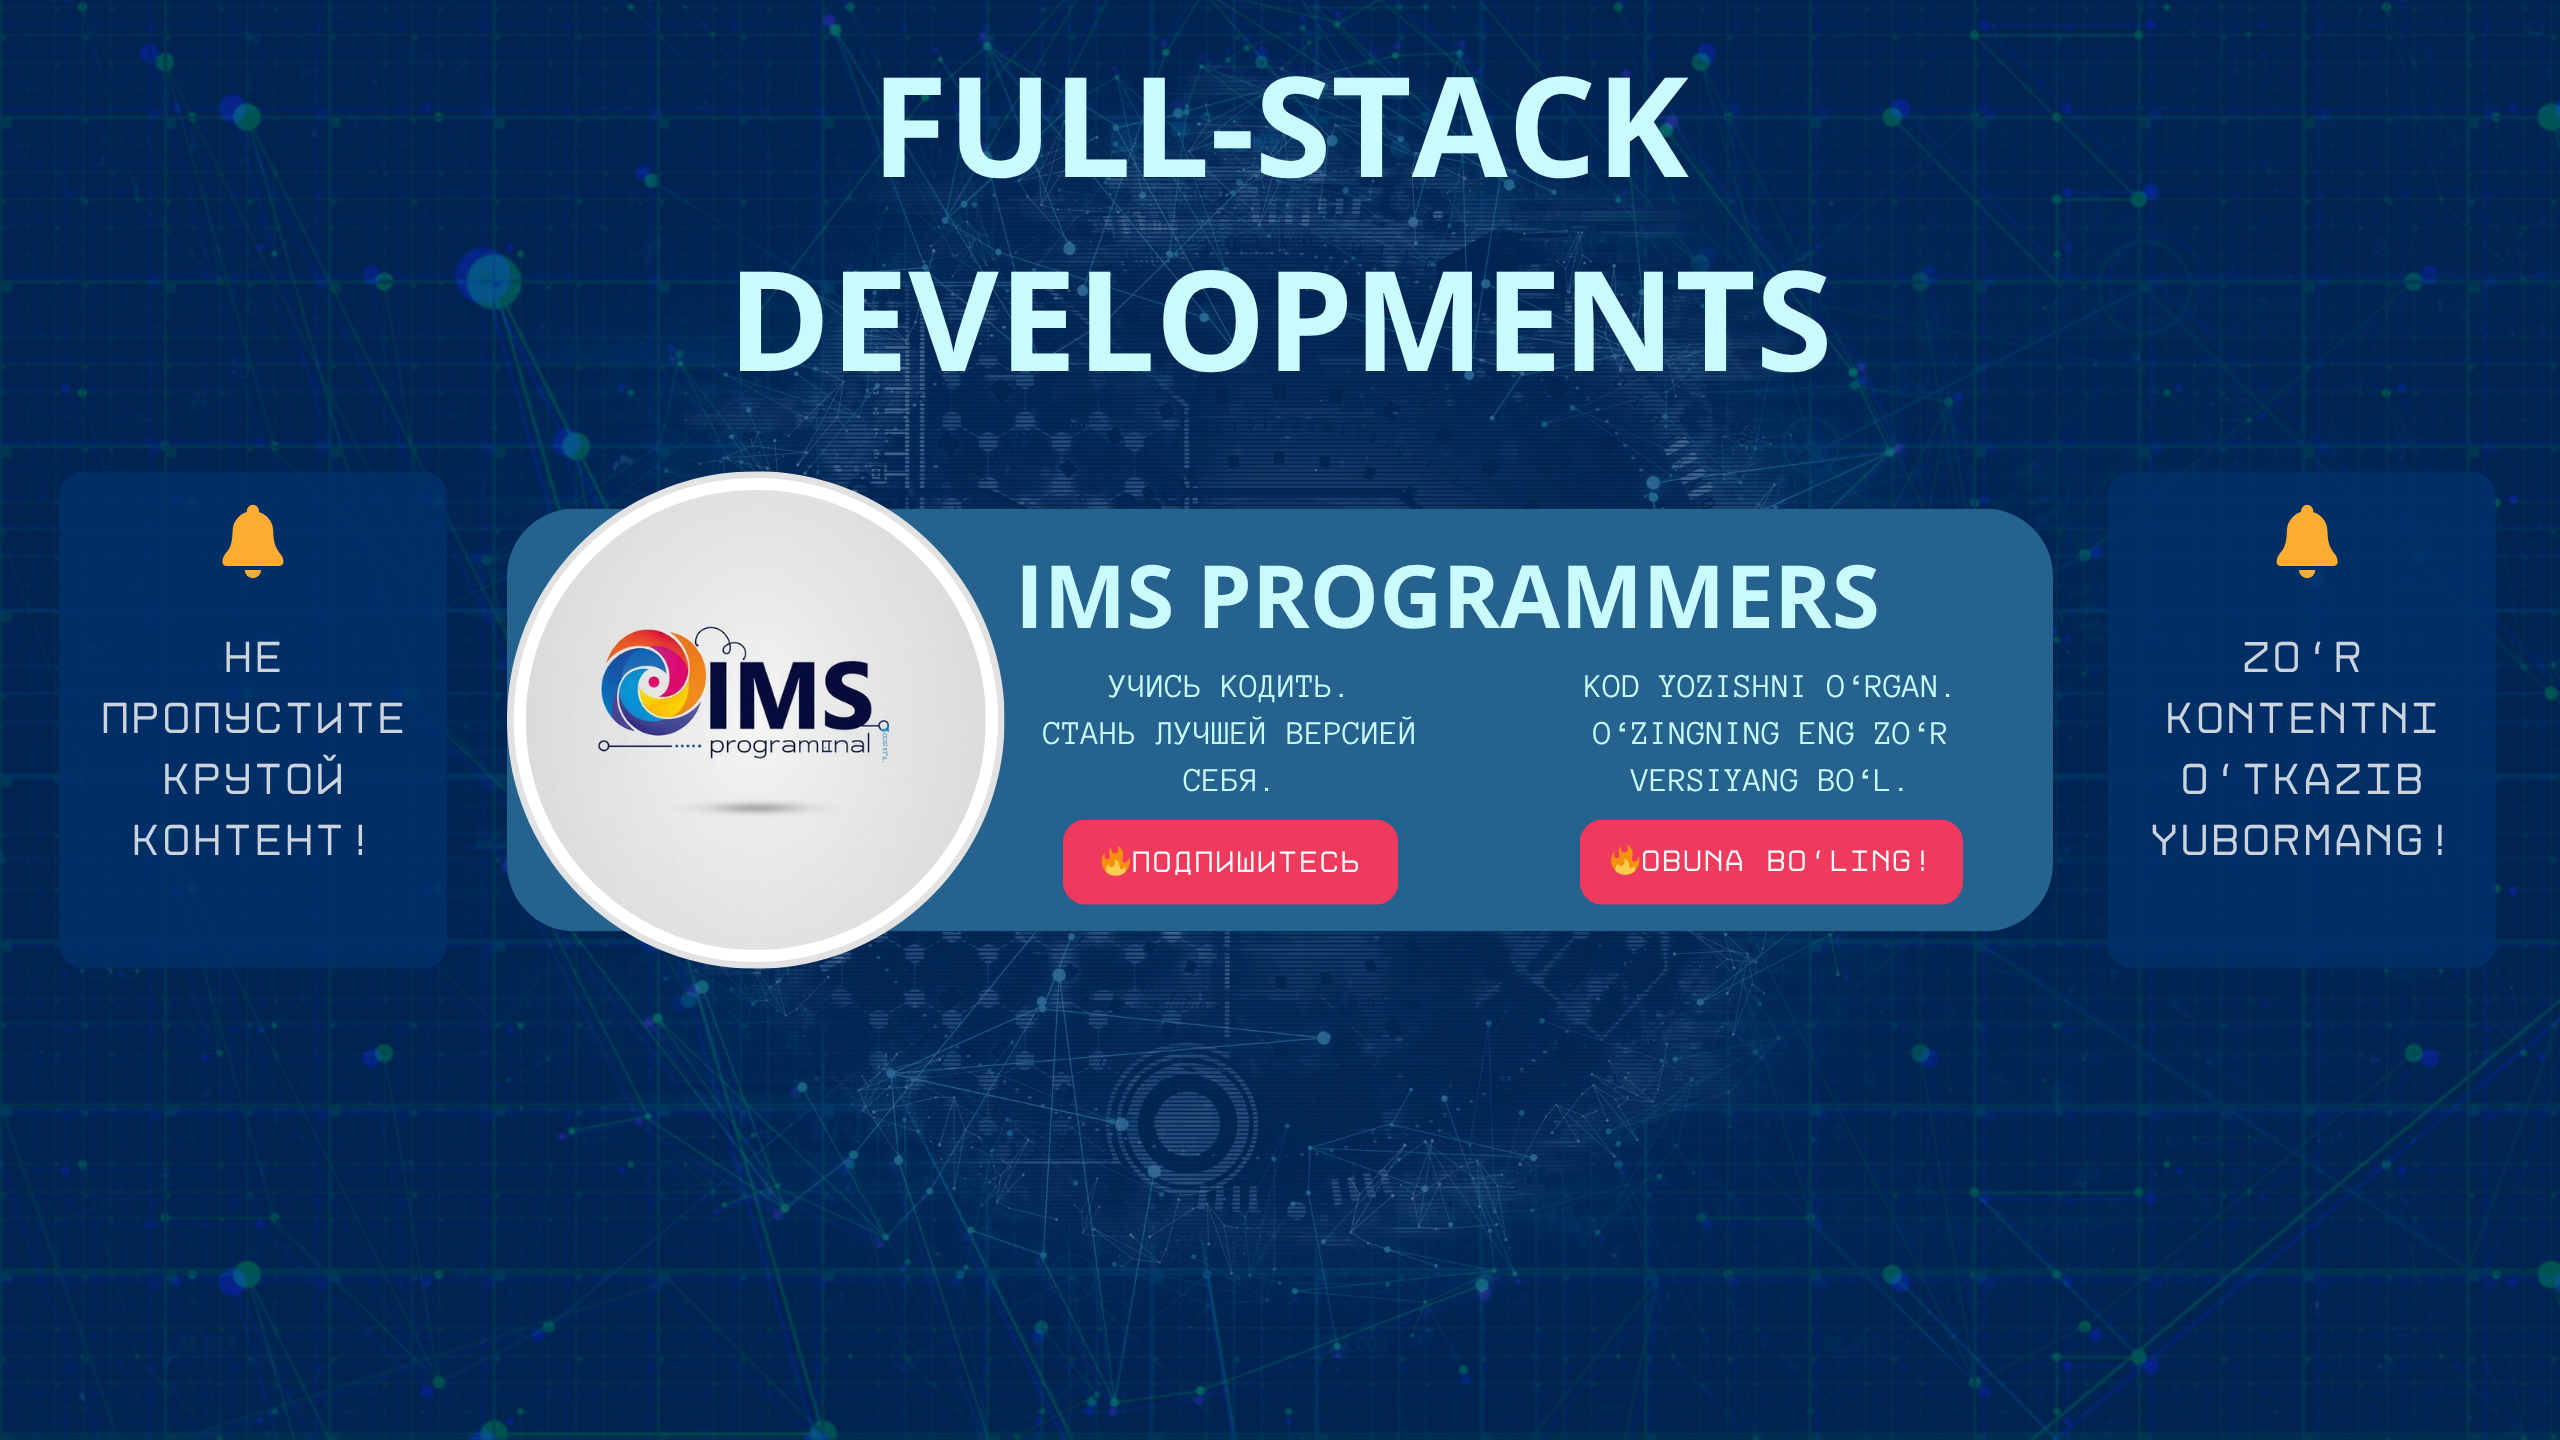 FULL-STACK
DEVELOPMENTS
НЕ
ПРОПУСТИТЕ
КРУТОЙ
КОНТЕНТ!
IMS
programınal
IMS PROGRAMMERS
УЧИСЬ КОДИТЬ.
СТАНЬ ЛУЧШЕЙ ВЕРСИЕЙ
СЕБЯ.
🔥ПОДПИШИТЕСЬ
KOD YOZISHNI O‘RGAN.
O‘ZINGNING ENG ZO‘R
VERSIYANG BO‘L.
🔥OBUNA BO‘LING!
ZO‘R
KONTENTNI
O‘TKAZIB
YUBORMANG!